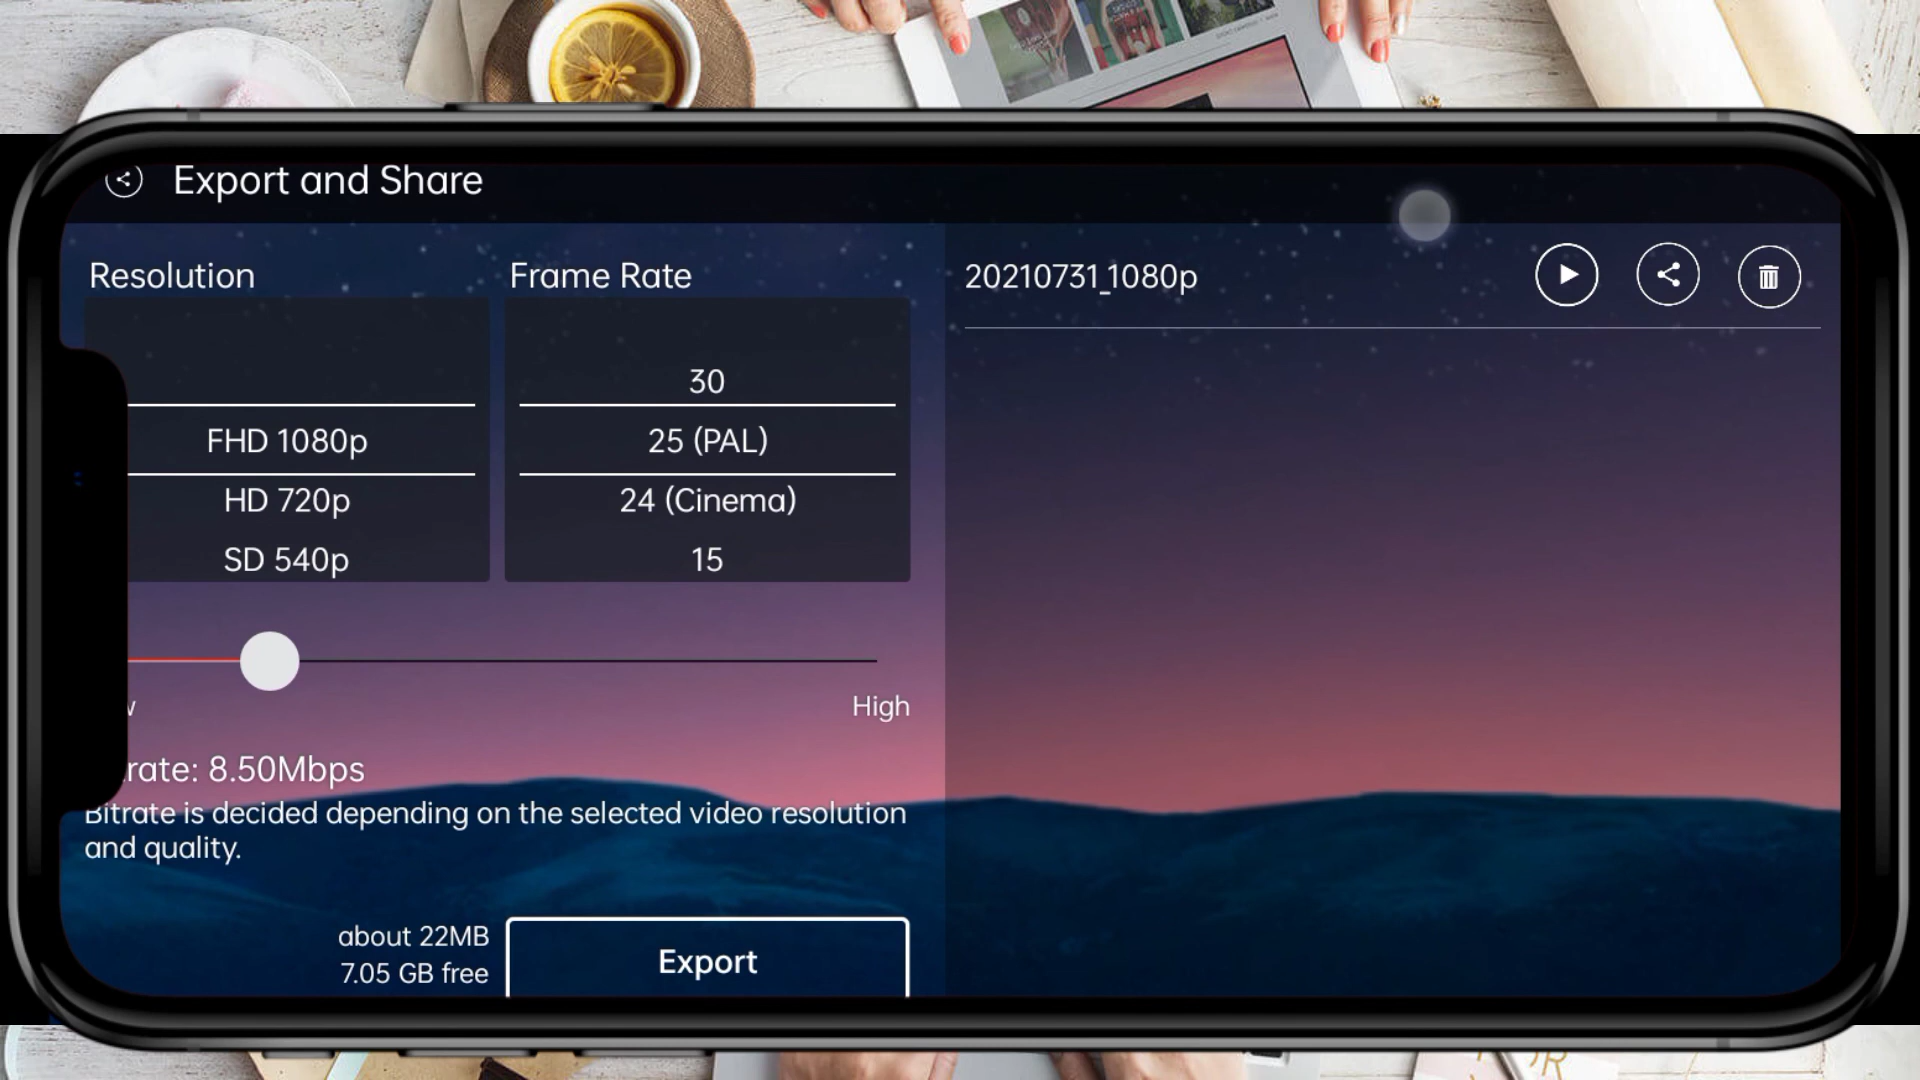 Export and Share
Resolution
Frame Rate
20210731_1080p
30
FHD 1080p
25 (PAL)
HD 720p
24 (Cinema)
SD 540p
15
w
High
rate: 8.50Mbps
Bitrate is decided depending on the selected video resolution
and quality.
about 22MB
7.05 GB free
Export